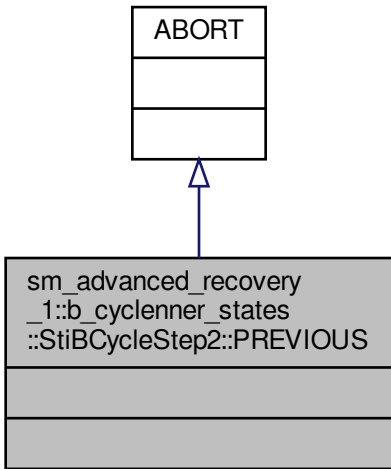 ABORT
sm_advanced_recovery
_1::b_cyclenner_states
::StiBCycleStep2::PREVIOUS